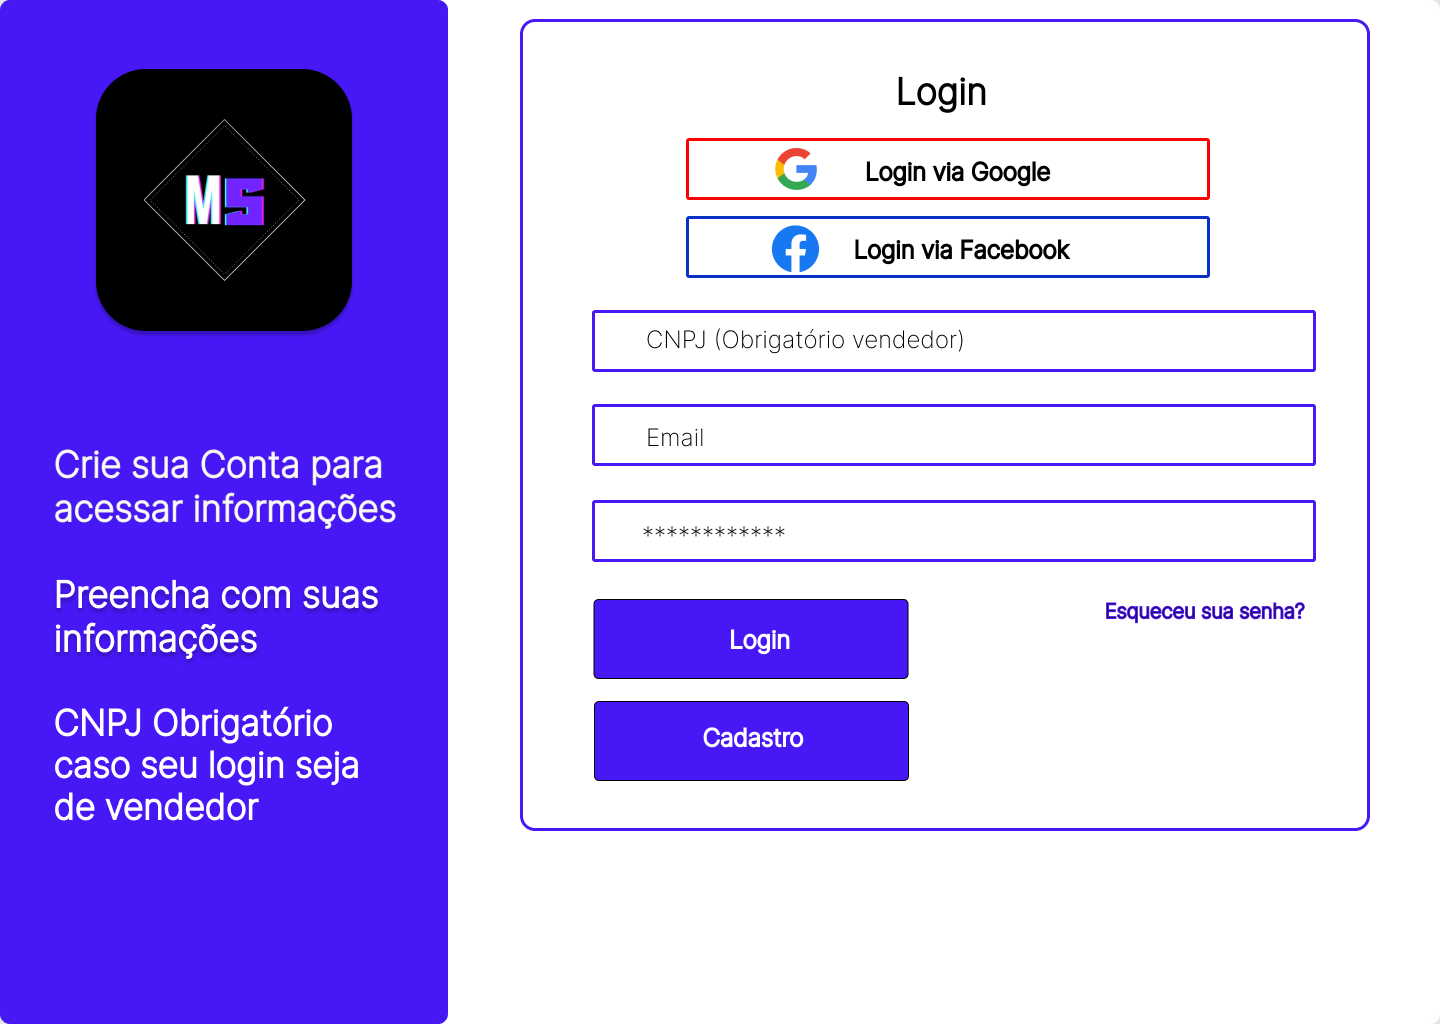 MS
Crie sua Conta para
acessar informações
Preencha com suas
informações
CNPJ Obrigatório
caso seu login seja
de vendedor
Login
Login via Google
Login via Facebook
CNPJ (Obrigatório vendedor)
Email
************
Login
Esqueceu sua senha?
Cadastro